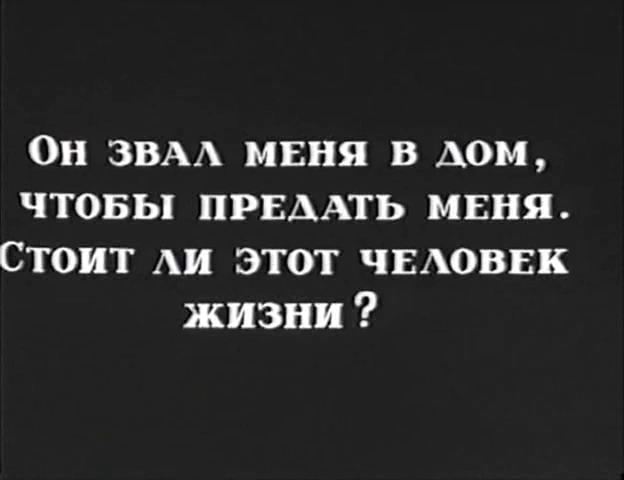 Он звал меня в дом,
чтобы предать меня.
Стоит ли этот человек
жизни?